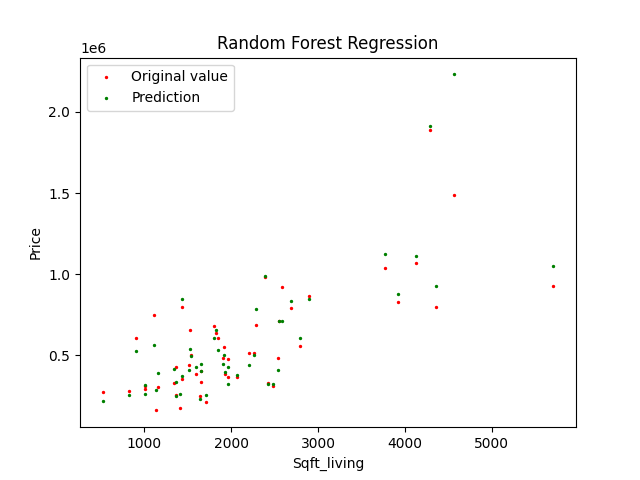 Random Forest Regression
1e6
Original value
Prediction
2.0
1.5
1.0
0.5
Price
1000 2000 3000 4000 5000
Sqft_living